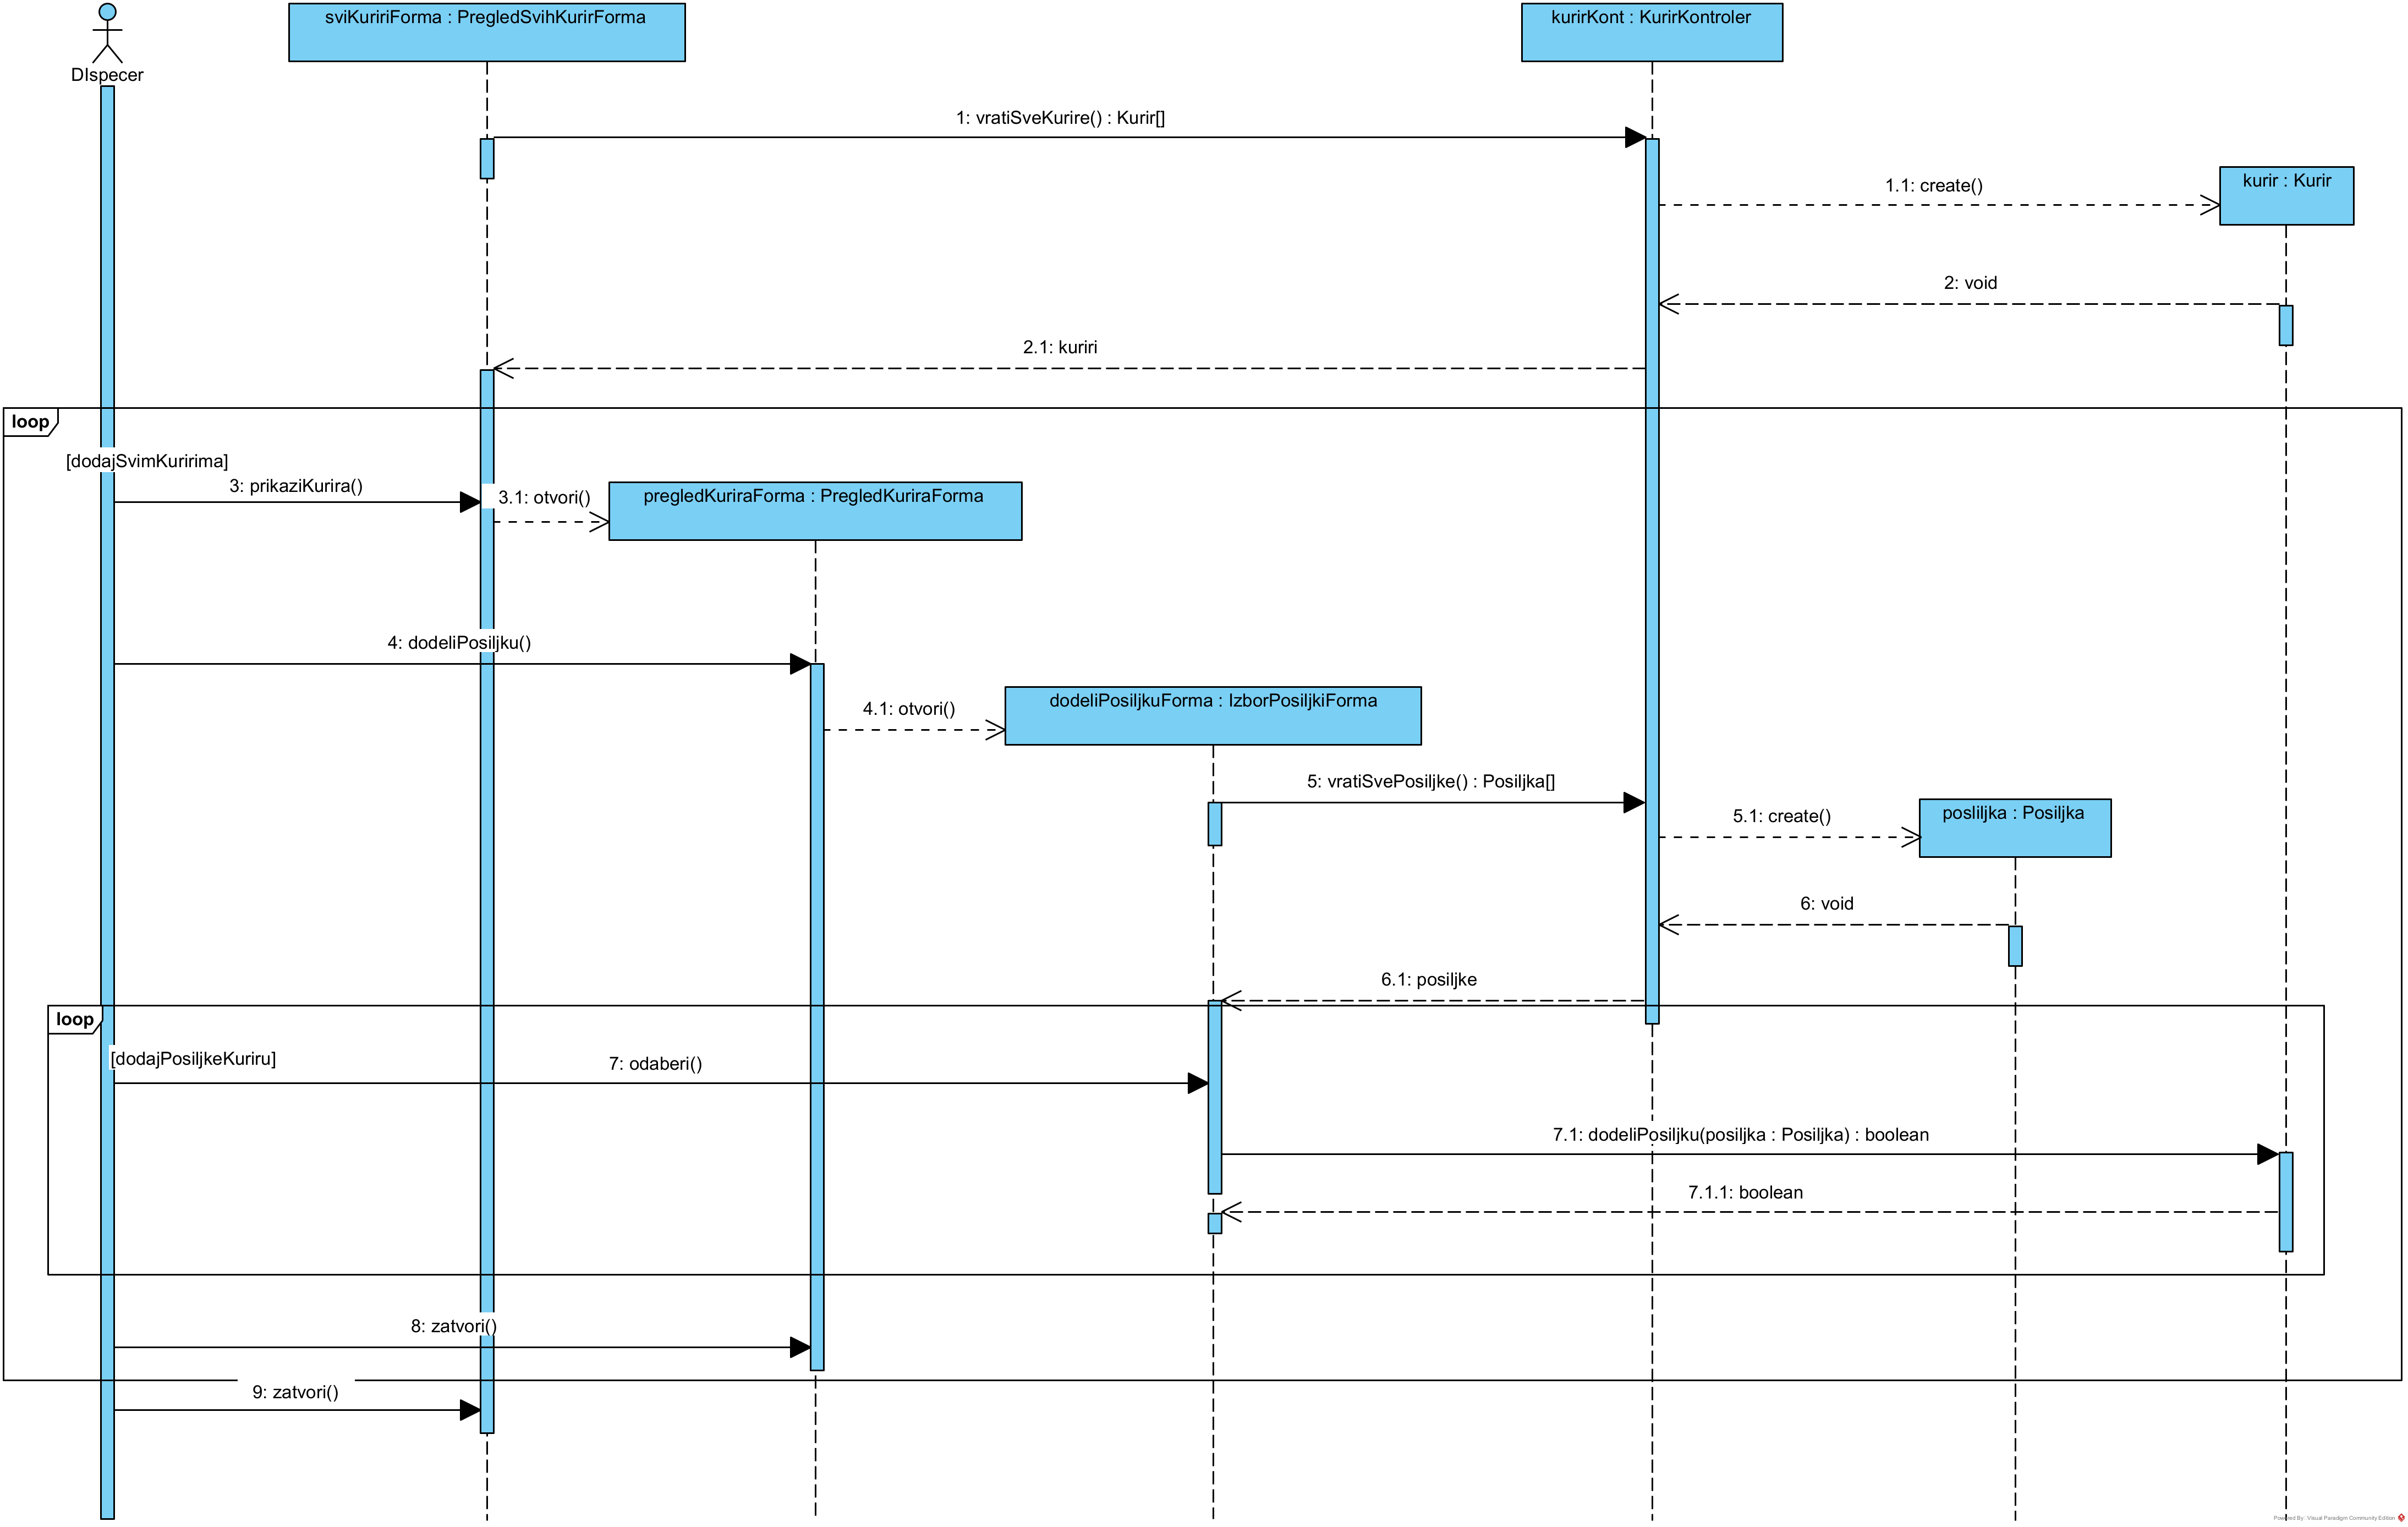 sviKuririForma : PregledSvihKurirForma
kurirKont : KurirKontroler
DIspecer
1: vratiSveKurire() : Kurir[]
kurir : Kurir
1.1: create()
2: void
2.1: kuriri
loop
[dodajSvimKuririma]
3: prikaziKurira()
3.1: otvori()
pregledKuriraForma : PregledKuriraForma
4: dodeliPosiljku()
dodeliPosiljkuForma : IzborPosiljkiForma
4.1: otvori()
5: vratiSvePosiljke() : Posiljka[]
5.1: create()
posliljka : Posiljka
6: void
6.1: posiljke
loop
[dodajPosiljkeKuriru]
7: odaberi()
7.1: dodeliPosiljku(posiljka : Posiljka) : boolean
7.1.1: boolean
8: zatvori()
9: zatvori()
Powered By: Visual Paradigm Community Edition